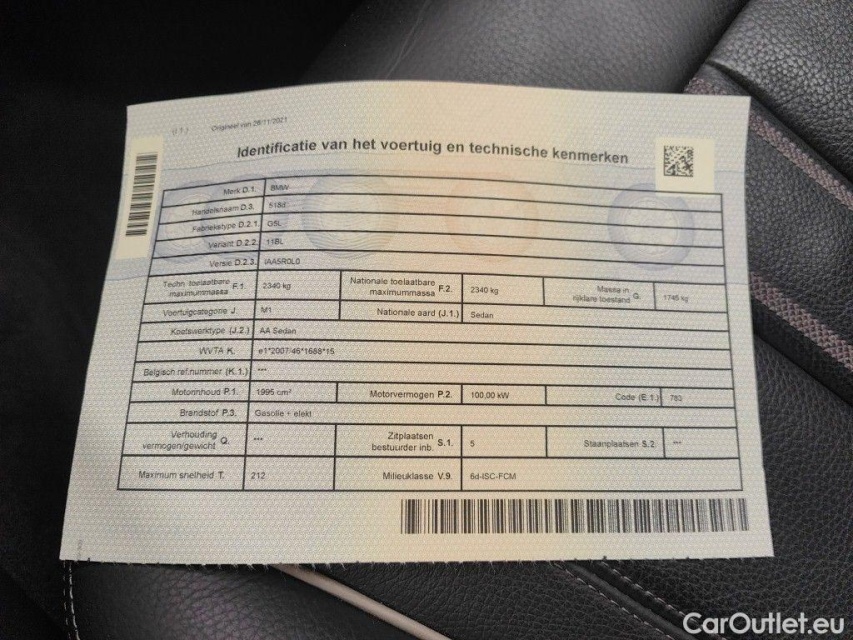 ( I. 1.) Origineel van 26/11/2021
Identificatie van het voertuig en technische kenmerken
Merk D.1. BMW
Handelsnaam D.3. 518d
Fabriekstype D.2.1. G5L
Variant D.2.2. 11BL
Versie D.2.3. IAA5R0L0
Techn. toelaatbare maximummassa F.1. 2340 kg Nationale toelaatbare maximummassa F.2. 2340 kg Massa in rijklare toestand G. 1745 kg
Voertuigcategorie J. M1 Nationale aard (J.1.) Sedan
Koetswerktype (J.2.) AA Sedan
WVTA K. e1*2007/46*1688*15
Belgisch ref.nummer (K.1.) ***
Motorinhoud P.1. 1995 cm³ Motorvermogen P.2. 100,00 kW Code (E.1.) 783
Brandstof P.3. Gasolie + elekt
Verhouding vermogen/gewicht Q. *** Zitplaatsen bestuurder inb. S.1. 5 Staanplaatsen S.2. ***
Maximum snelheid T. 212 Milieuklasse V.9. 6d-ISC-FCM
CarOutlet.eu